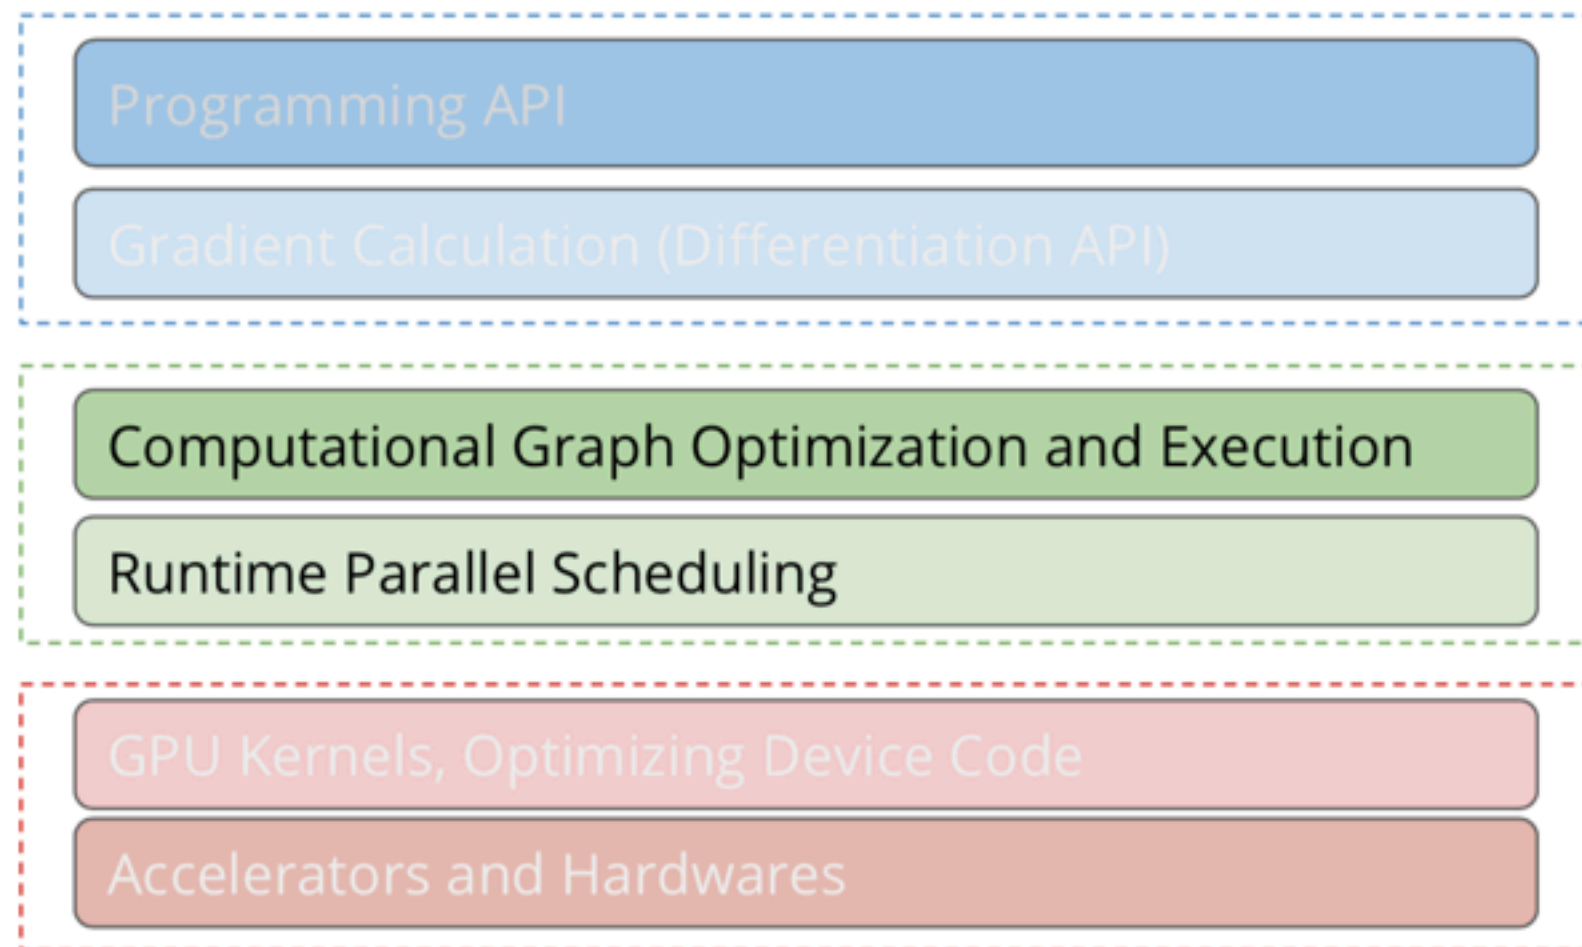 Programming API
Gradient Calculation (Differentiation API)
Computational Graph Optimization and Execution
Runtime Parallel Scheduling
GPU Kernels, Optimizing Device Code
Accelerators and Hardwares